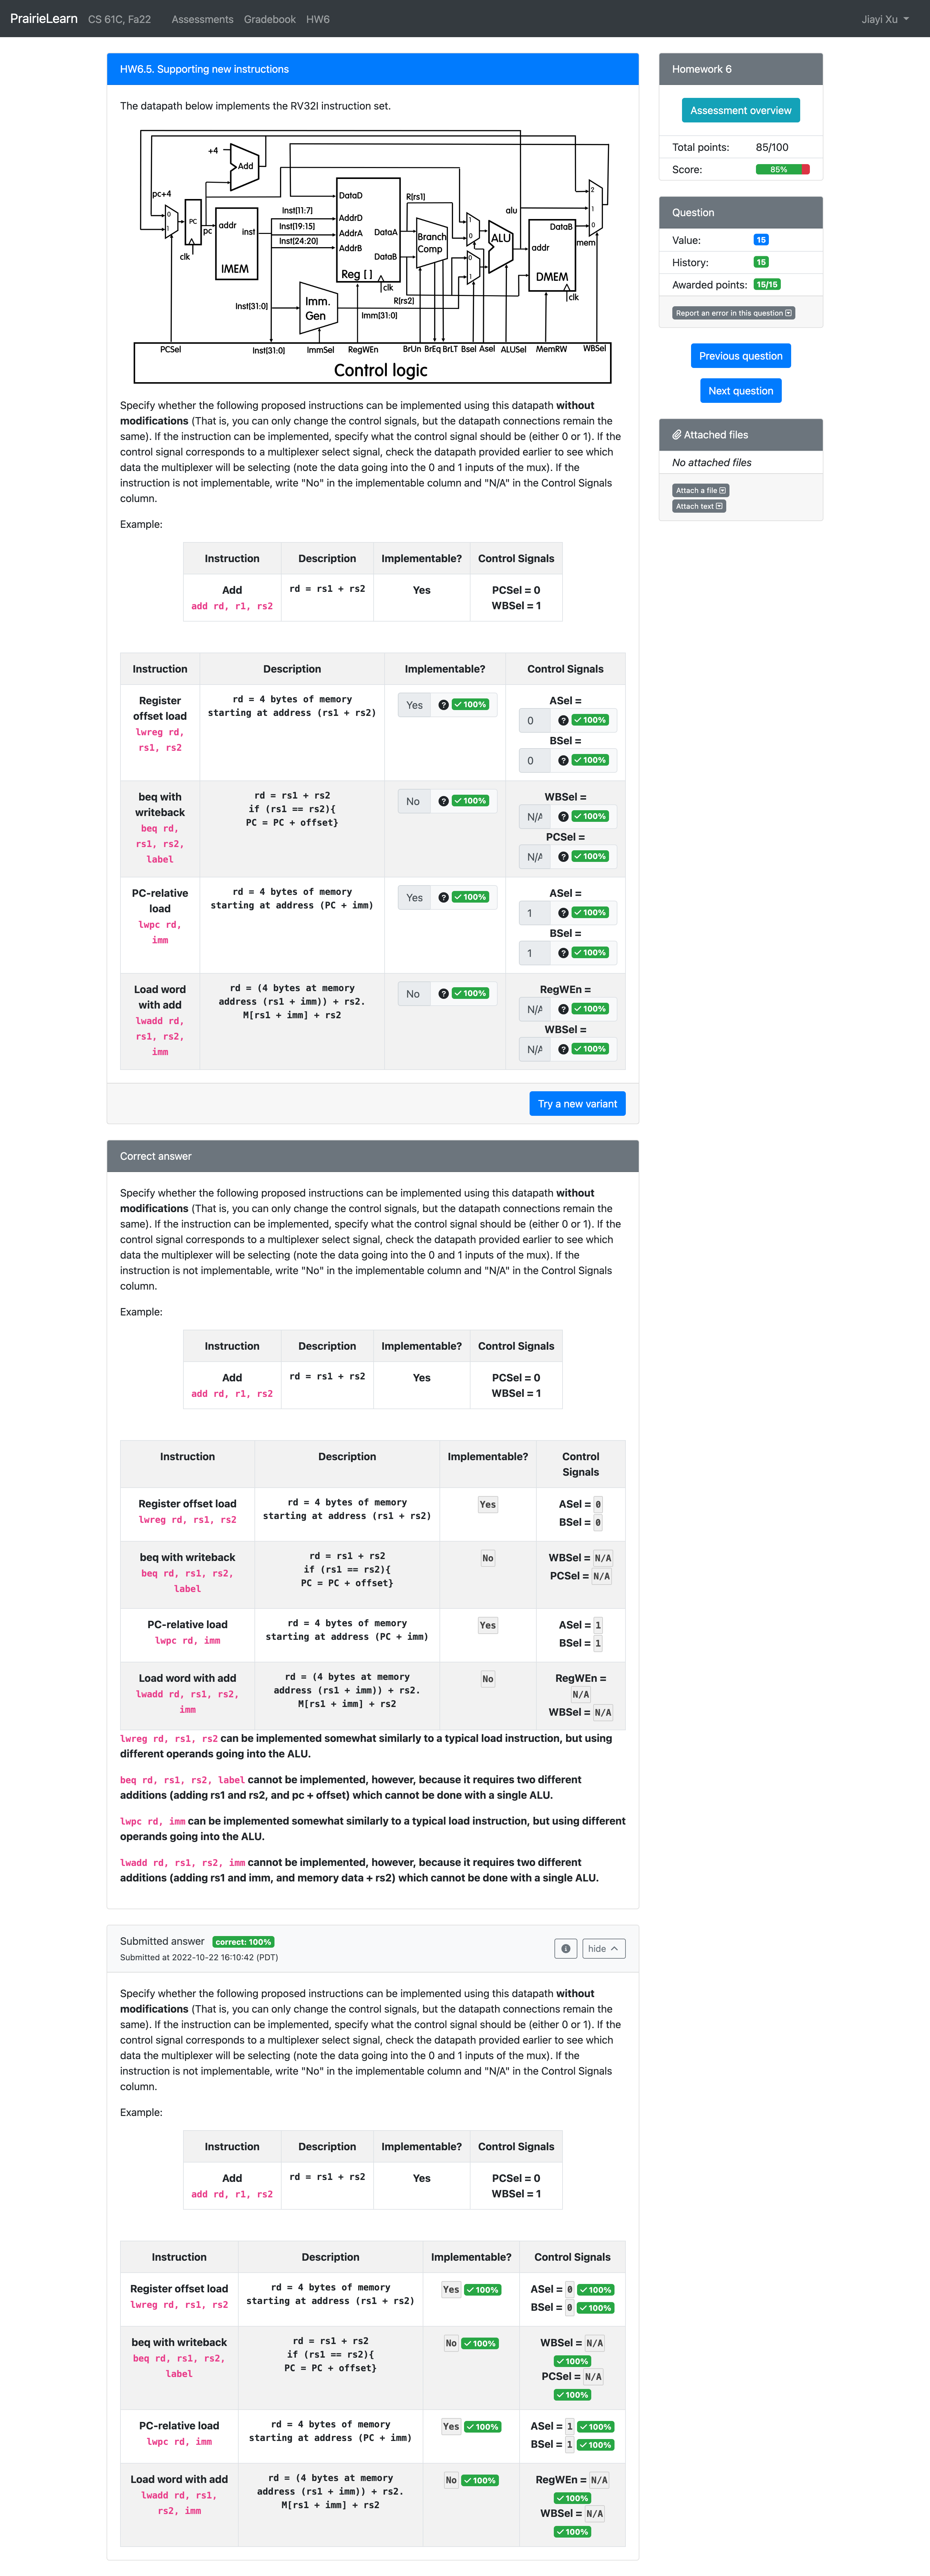 PrairieLearn CS 61C, Fa22 Assessments Gradebook HW6 Jiayi Xu
HW6.5. Supporting new instructions
The datapath below implements the RV32I instruction set.
+4
Add
pc+4
0
1
PC
pc
clk
addr
inst
IMEM
Inst[11:7]
Inst[19:15]
Inst[24:20]
DataD
AddrD
AddrA
AddrB
DataA
DataB
Reg [ ]
clk
R[rs1]
Branch
Comp
1
0
0
1
ALU
alu
addr
DataB
DMEM
clk
mem
2
1
0
Inst[31:0]
Imm.
Gen
R[rs2]
Imm[31:0]
PCSel Inst[31:0] ImmSel RegWEn BrUn BrEq BrLT Bsel Asel ALUSel MemRW WBSel
Control logic
Specify whether the following proposed instructions can be implemented using this datapath without
modifications (That is, you can only change the control signals, but the datapath connections remain the
same). If the instruction can be implemented, specify what the control signal should be (either 0 or 1). If the
control signal corresponds to a multiplexer select signal, check the datapath provided earlier to see which
data the multiplexer will be selecting (note the data going into the 0 and 1 inputs of the mux). If the
instruction is not implementable, write "No" in the implementable column and "N/A" in the Control Signals
column.
Example:
Instruction Description Implementable? Control Signals
Add rd = rs1 + rs2 Yes PCSel = 0
add rd, r1, rs2 WBSel = 1
Instruction Description Implementable? Control Signals
Register rd = 4 bytes of memory Yes 100% ASel =
offset load starting at address (rs1 + rs2) 0 100%
lwreg rd, BSel =
rs1, rs2 0 100%
beq with rd = rs1 + rs2 No 100% WBSel =
writeback if (rs1 == rs2){ N/A 100%
beq rd, PC = PC + offset} PCSel =
rs1, rs2, N/A 100%
label
PC-relative rd = 4 bytes of memory Yes 100% ASel =
load starting at address (PC + imm) 1 100%
lwpc rd, BSel =
imm 1 100%
Load word rd = (4 bytes at memory No 100% RegWEn =
with add address (rs1 + imm)) + rs2. N/A 100%
lwadd rd, M[rs1 + imm] + rs2 WBSel =
rs1, rs2, N/A 100%
imm
Try a new variant
Correct answer
Specify whether the following proposed instructions can be implemented using this datapath without
modifications (That is, you can only change the control signals, but the datapath connections remain the
same). If the instruction can be implemented, specify what the control signal should be (either 0 or 1). If the
control signal corresponds to a multiplexer select signal, check the datapath provided earlier to see which
data the multiplexer will be selecting (note the data going into the 0 and 1 inputs of the mux). If the
instruction is not implementable, write "No" in the implementable column and "N/A" in the Control Signals
column.
Example:
Instruction Description Implementable? Control Signals
Add rd = rs1 + rs2 Yes PCSel = 0
add rd, r1, rs2 WBSel = 1
Instruction Description Implementable? Control
Signals
Register offset load rd = 4 bytes of memory Yes ASel = 0
lwreg rd, rs1, rs2 starting at address (rs1 + rs2) BSel = 0
beq with writeback rd = rs1 + rs2 No WBSel = N/A
beq rd, rs1, rs2, if (rs1 == rs2){ PCSel = N/A
label PC = PC + offset}
PC-relative load rd = 4 bytes of memory Yes ASel = 1
lwpc rd, imm starting at address (PC + imm) BSel = 1
Load word with add rd = (4 bytes at memory No RegWEn =
lwadd rd, rs1, rs2, address (rs1 + imm)) + rs2. N/A
imm M[rs1 + imm] + rs2 WBSel = N/A
lwreg rd, rs1, rs2 can be implemented somewhat similarly to a typical load instruction, but using
different operands going into the ALU.
beq rd, rs1, rs2, label cannot be implemented, however, because it requires two different
additions (adding rs1 and rs2, and pc + offset) which cannot be done with a single ALU.
lwpc rd, imm can be implemented somewhat similarly to a typical load instruction, but using different
operands going into the ALU.
lwadd rd, rs1, rs2, imm cannot be implemented, however, because it requires two different
additions (adding rs1 and imm, and memory data + rs2) which cannot be done with a single ALU.
Submitted answer correct: 100%
Submitted at 2022-10-22 16:10:42 (PDT)
hide
Specify whether the following proposed instructions can be implemented using this datapath without
modifications (That is, you can only change the control signals, but the datapath connections remain the
same). If the instruction can be implemented, specify what the control signal should be (either 0 or 1). If the
control signal corresponds to a multiplexer select signal, check the datapath provided earlier to see which
data the multiplexer will be selecting (note the data going into the 0 and 1 inputs of the mux). If the
instruction is not implementable, write "No" in the implementable column and "N/A" in the Control Signals
column.
Example:
Instruction Description Implementable? Control Signals
Add rd = rs1 + rs2 Yes PCSel = 0
add rd, r1, rs2 WBSel = 1
Instruction Description Implementable? Control Signals
Register offset load rd = 4 bytes of memory Yes 100% ASel = 0 100%
lwreg rd, rs1, rs2 starting at address (rs1 + rs2) BSel = 0 100%
beq with writeback rd = rs1 + rs2 No 100% WBSel = N/A
beq rd, rs1, rs2, if (rs1 == rs2){ 100%
label PC = PC + offset} PCSel = N/A
100%
PC-relative load rd = 4 bytes of memory Yes 100% ASel = 1 100%
lwpc rd, imm starting at address (PC + imm) BSel = 1 100%
Load word with add rd = (4 bytes at memory No 100% RegWEn = N/A
lwadd rd, rs1, address (rs1 + imm)) + rs2. 100%
rs2, imm M[rs1 + imm] + rs2 WBSel = N/A
100%
Homework 6
Assessment overview
Total points: 85/100
Score: 85%
Question
Value: 15
History: 15
Awarded points: 15/15
Report an error in this question
Previous question
Next question
Attached files
No attached files
Attach a file
Attach text